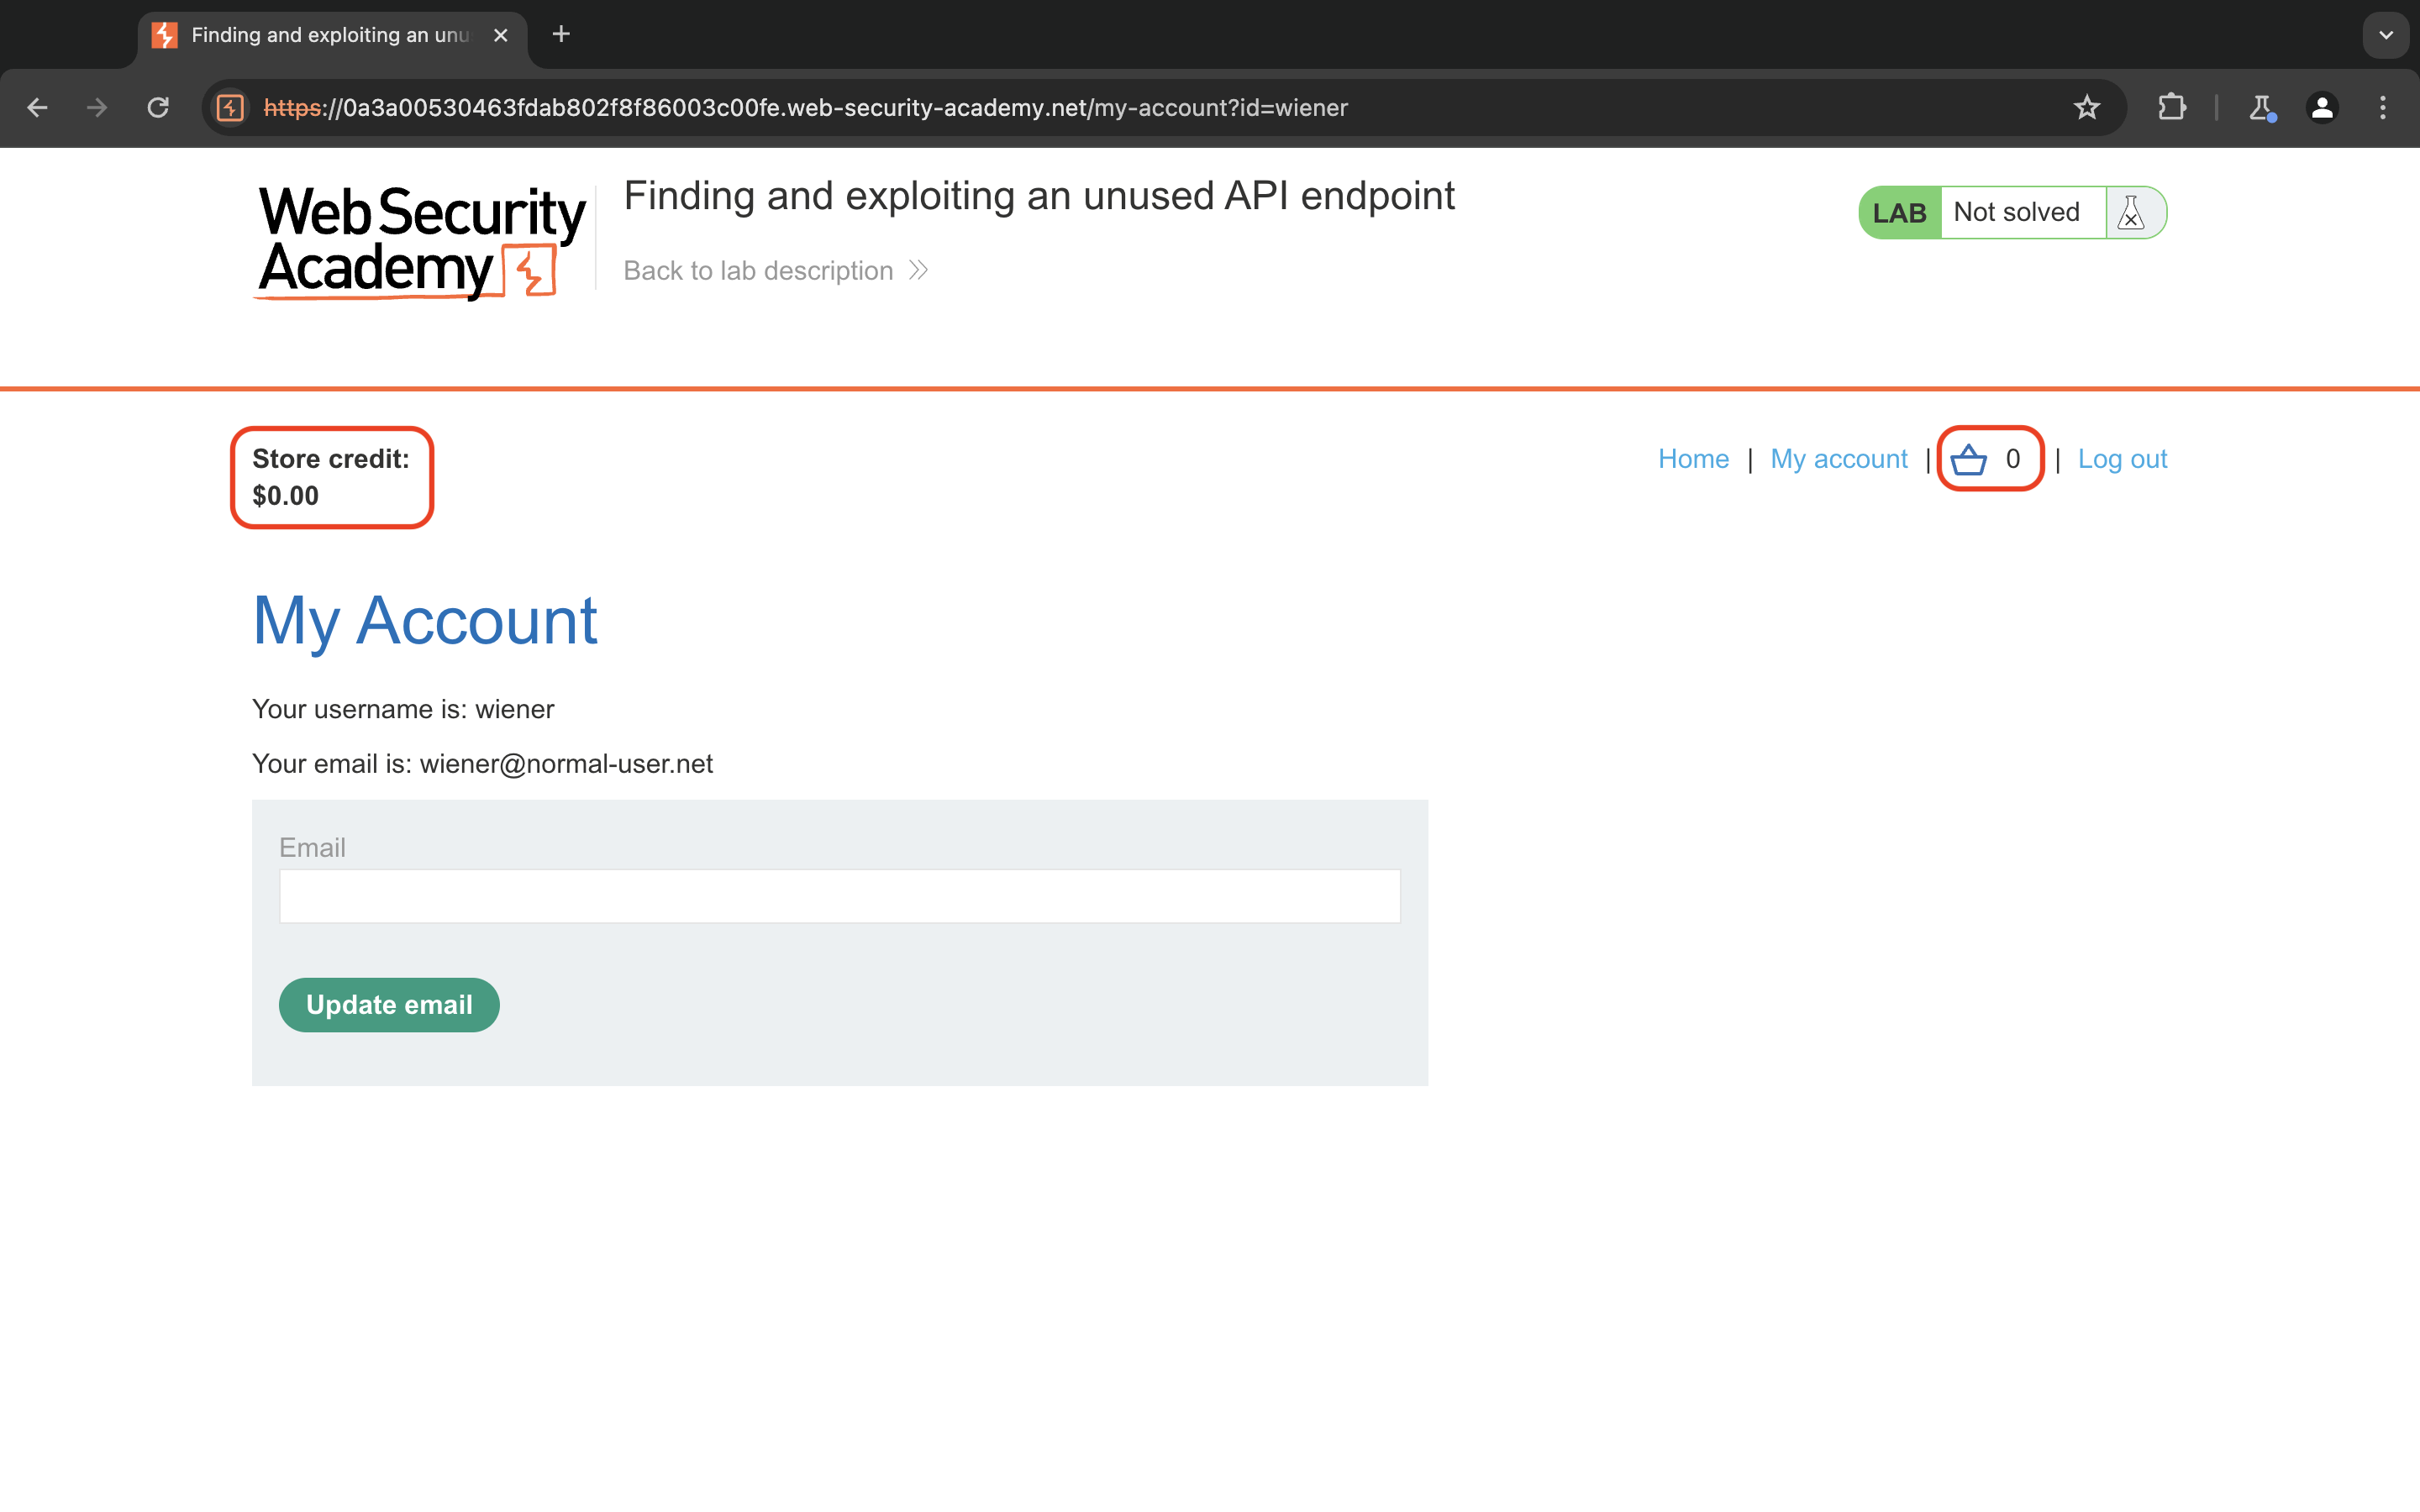 Finding and exploiting an unu
https://0a3a00530463fdab802f8f86003c00fe.web-security-academy.net/my-account?id=wiener
Web Security
Academy
Finding and exploiting an unused API endpoint
Back to lab description
LAB Not solved
Store credit:
$0.00
Home | My account | 0 | Log out
My Account
Your username is: wiener
Your email is: wiener@normal-user.net
Email
Update email